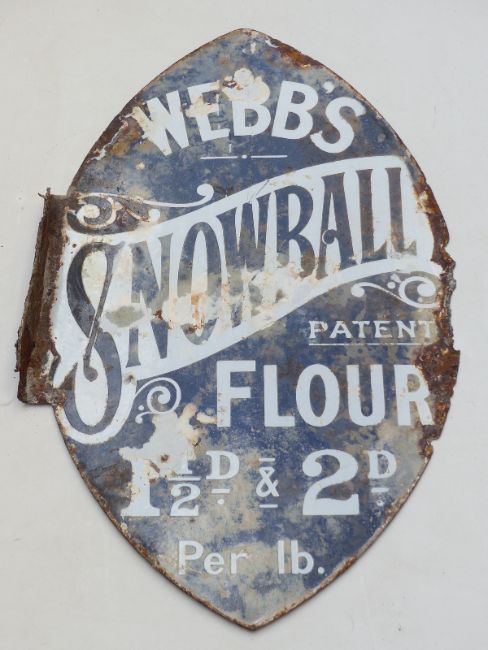 WEBB'S
SNOWBALL
PATENT
FLOUR
1½D. & 2D.
Per lb.